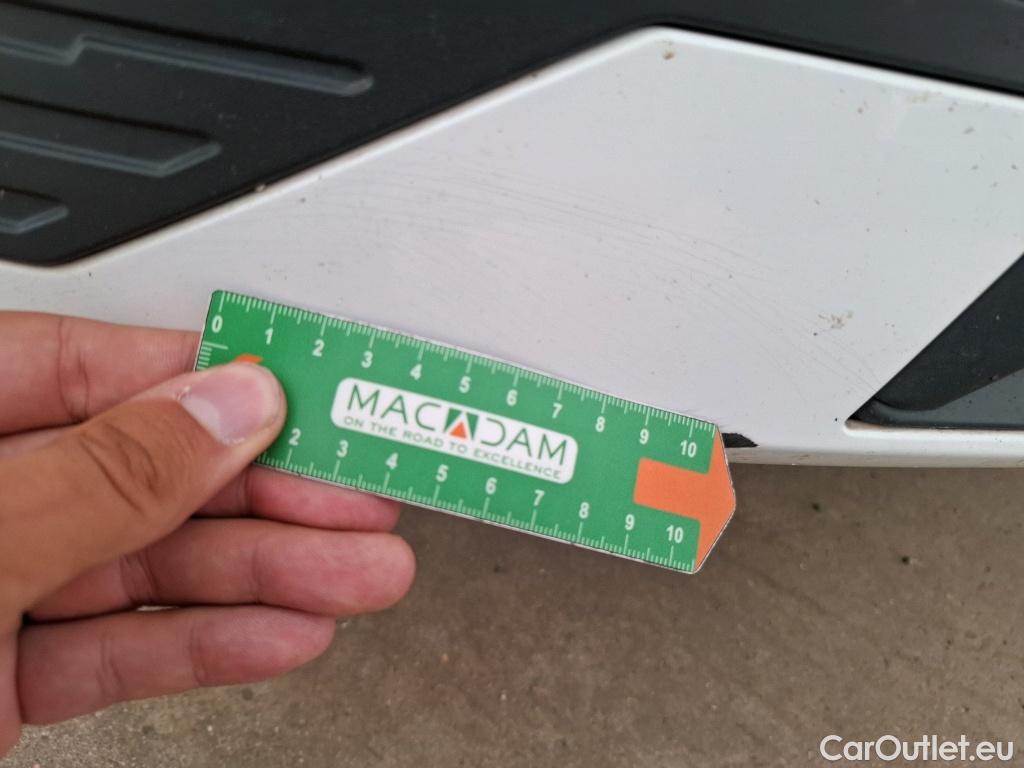 0 1 2 3 4 5 6 7 8 9 10
MACADAM
ON THE ROAD TO EXCELLENCE
2 3 4 5 6 7 8 9 10
CarOutlet.eu